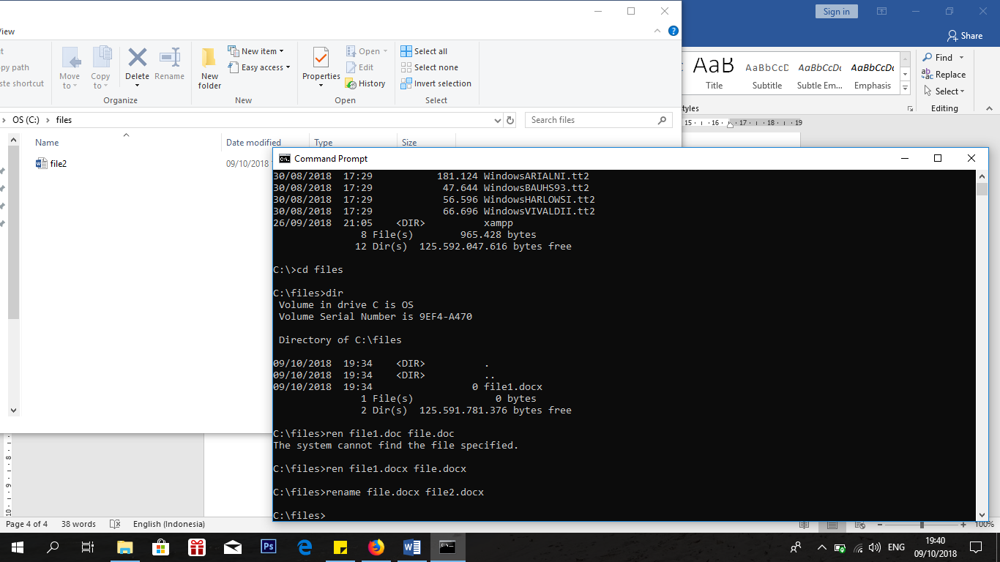 Sign in
View
Share
Move to
Copy to
Delete
Rename
New folder
New item
Easy access
Properties
Open
Edit
History
Select all
Select none
Invert selection
py path
ste shortcut
Organize
New
Open
Select
AaB
AaBbCcD
AaBbCcDc
AaBbCcDc
Title
Subtitle
Subtle Em...
Emphasis
Find
Replace
Select
tyles
Editing
OS (C:) files
Search files
15 16 17 18 19
Name
Date modified
Type
Size
file2
09/10/2018
Command Prompt
30/08/2018  17:29           181.124 WindowsARIALNI.tt2
30/08/2018  17:29            47.644 WindowsBAUHS93.tt2
30/08/2018  17:29            56.596 WindowsHARLOWSI.tt2
30/08/2018  17:29            66.696 WindowsVIVALDII.tt2
26/09/2018  21:05    <DIR>          xampp
               8 File(s)        965.428 bytes
              12 Dir(s)  125.592.047.616 bytes free
C:\>cd files
C:\files>dir
 Volume in drive C is OS
 Volume Serial Number is 9EF4-A470
 Directory of C:\files
09/10/2018  19:34    <DIR>          .
09/10/2018  19:34    <DIR>          ..
09/10/2018  19:34                 0 file1.docx
               1 File(s)              0 bytes
               2 Dir(s)  125.591.781.376 bytes free
C:\files>ren file1.doc file.doc
The system cannot find the file specified.
C:\files>ren file1.docx file.docx
C:\files>rename file.docx file2.docx
C:\files>
8
9
10
Page 4 of 4
38 words
English (Indonesia)
100%
Ps
ENG
19:40
09/10/2018